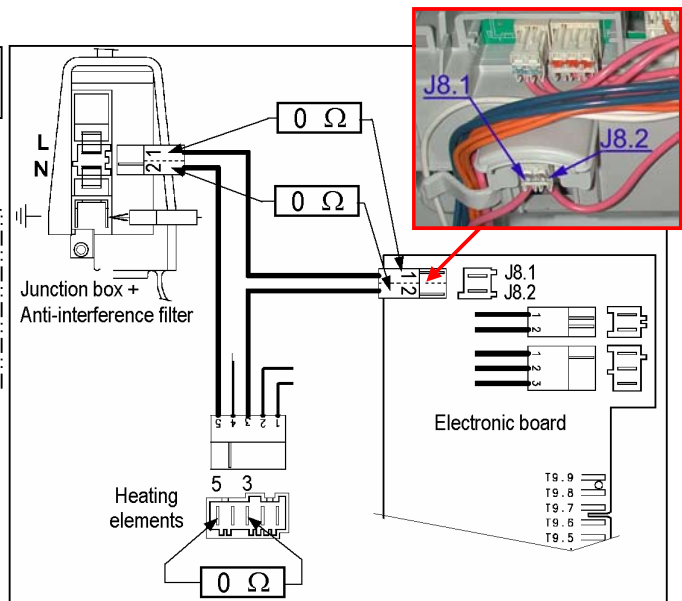 J8.1
J8.2
0 Ω
L
N
1
2
0 Ω
1
2
J8.1
J8.2
Junction box +
Anti-interference filter
1
2
1
2
3
Electronic board
5 4 3 2 1
5 3
Heating
elements
0 Ω
T9.9
T9.8
T9.7
T9.6
T9.5